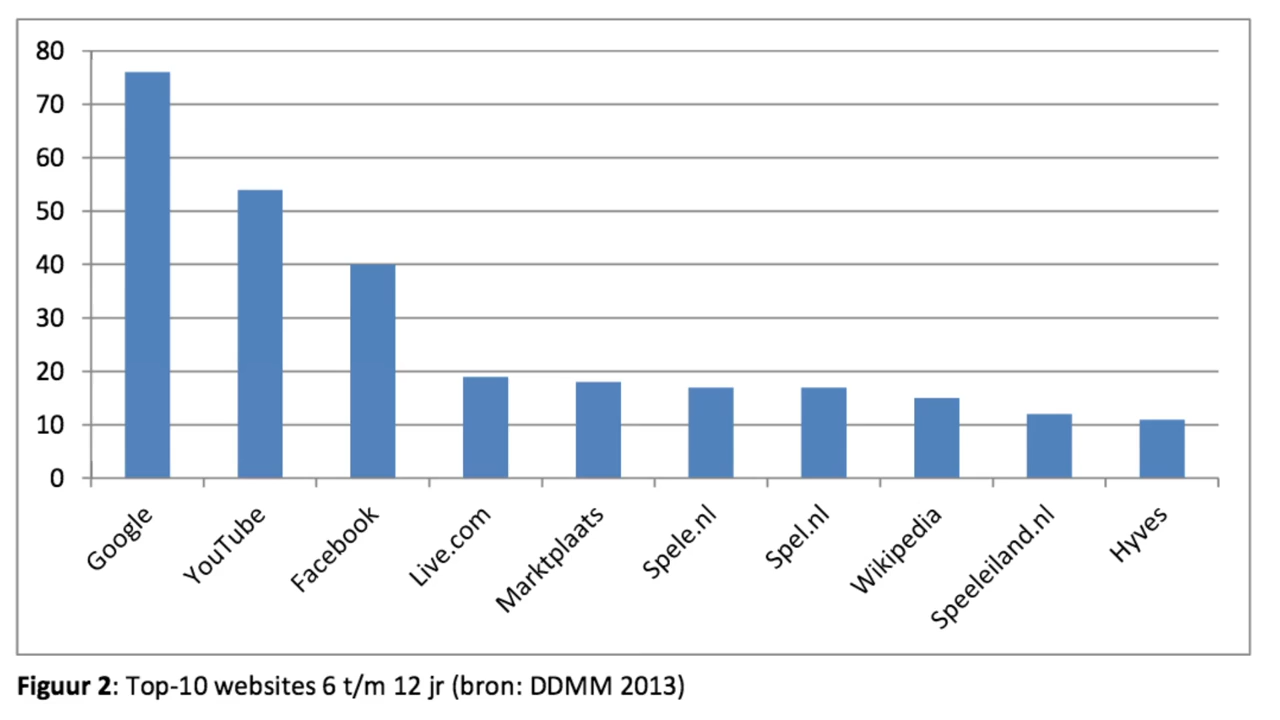 80
70
60
50
40
30
20
10
0
Google
YouTube
Facebook
Live.com
Marktplaats
Spele.nl
Spel.nl
Wikipedia
Speeleiland.nl
Hyves
Figuur 2: Top-10 websites 6 t/m 12 jr (bron: DDMM 2013)